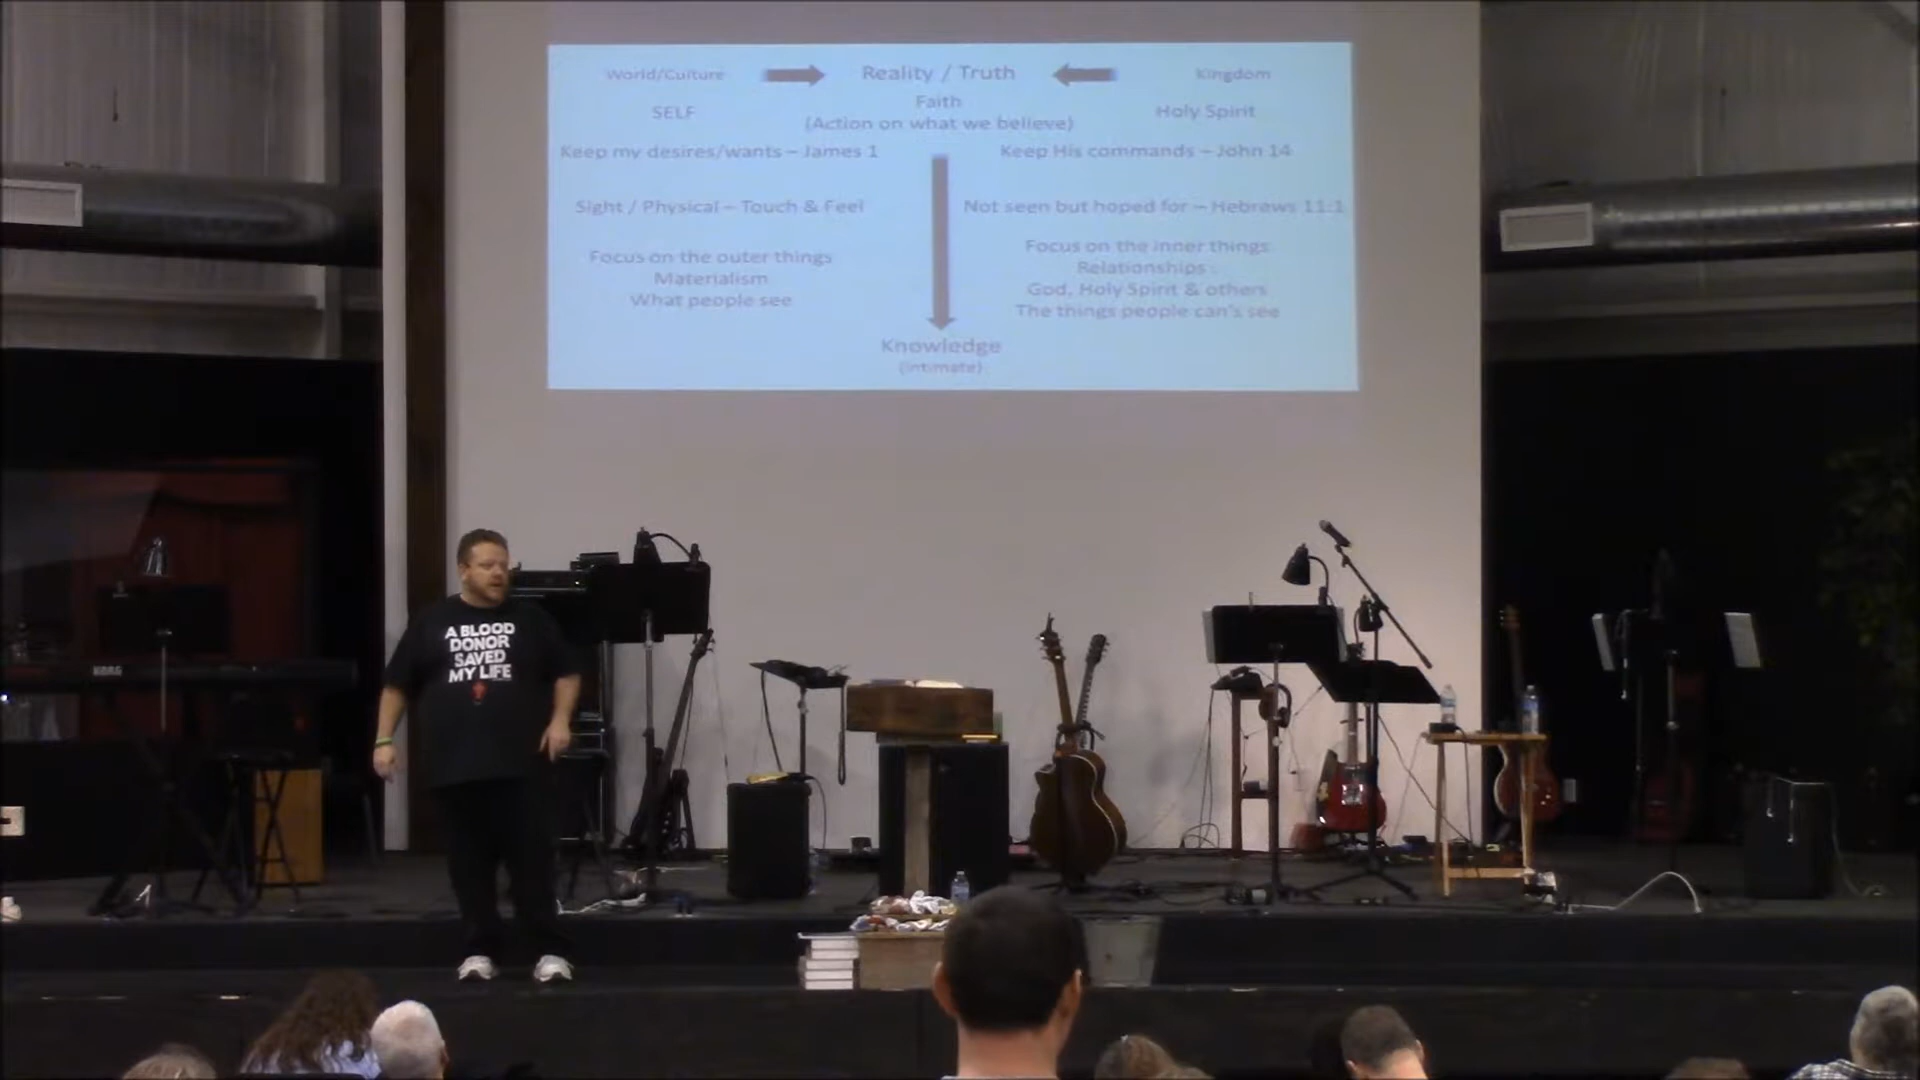 World/Culture
Reality / Truth
Kingdom
SELF
Faith
Holy Spirit
(Action on what we believe)
Keep my desires/wants – James 1
Keep His commands – John 14
Sight / Physical – Touch & Feel
Not seen but hoped for – Hebrews 11:1
Focus on the outer things
Materialism
What people see
Focus on the inner things
Relationships
God, Holy Spirit & others
The things people can's see
Knowledge
(intimate)
A BLOOD
DONOR
SAVED
MY LIFE
KORG